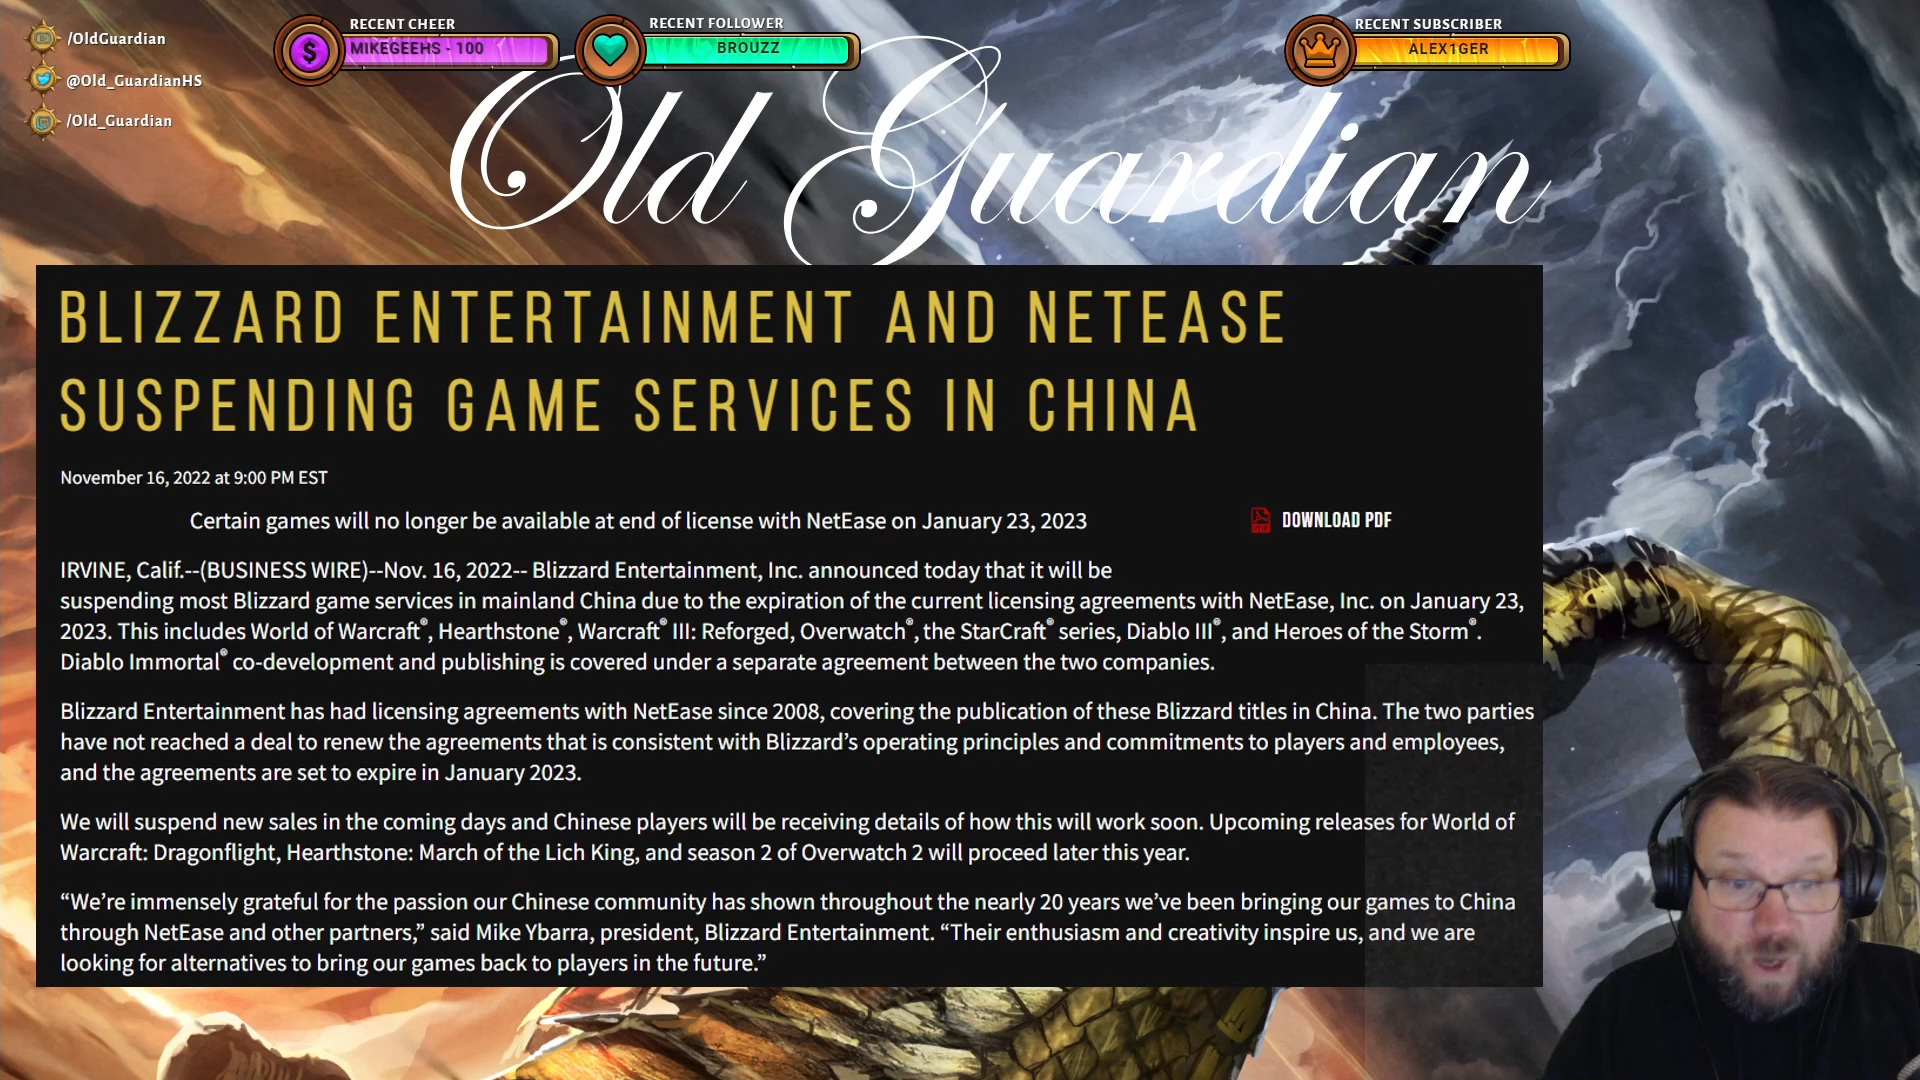 /OldGuardian
@Old_GuardianHS
/Old_Guardian
RECENT CHEER
MIKEGEEHS - 100
RECENT FOLLOWER
BROUZZ
RECENT SUBSCRIBER
ALEX1GER
Old Guardian
BLIZZARD ENTERTAINMENT AND NETEASE
SUSPENDING GAME SERVICES IN CHINA
November 16, 2022 at 9:00 PM EST
Certain games will no longer be available at end of license with NetEase on January 23, 2023
DOWNLOAD PDF
IRVINE, Calif.--(BUSINESS WIRE)--Nov. 16, 2022-- Blizzard Entertainment, Inc. announced today that it will be
suspending most Blizzard game services in mainland China due to the expiration of the current licensing agreements with NetEase, Inc. on January 23,
2023. This includes World of Warcraft®, Hearthstone®, Warcraft® III: Reforged, Overwatch®, the StarCraft® series, Diablo III®, and Heroes of the Storm®.
Diablo Immortal® co-development and publishing is covered under a separate agreement between the two companies.
Blizzard Entertainment has had licensing agreements with NetEase since 2008, covering the publication of these Blizzard titles in China. The two parties
have not reached a deal to renew the agreements that is consistent with Blizzard’s operating principles and commitments to players and employees,
and the agreements are set to expire in January 2023.
We will suspend new sales in the coming days and Chinese players will be receiving details of how this will work soon. Upcoming releases for World of
Warcraft: Dragonflight, Hearthstone: March of the Lich King, and season 2 of Overwatch 2 will proceed later this year.
“We’re immensely grateful for the passion our Chinese community has shown throughout the nearly 20 years we’ve been bringing our games to China
through NetEase and other partners,” said Mike Ybarra, president, Blizzard Entertainment. “Their enthusiasm and creativity inspire us, and we are
looking for alternatives to bring our games back to players in the future.”